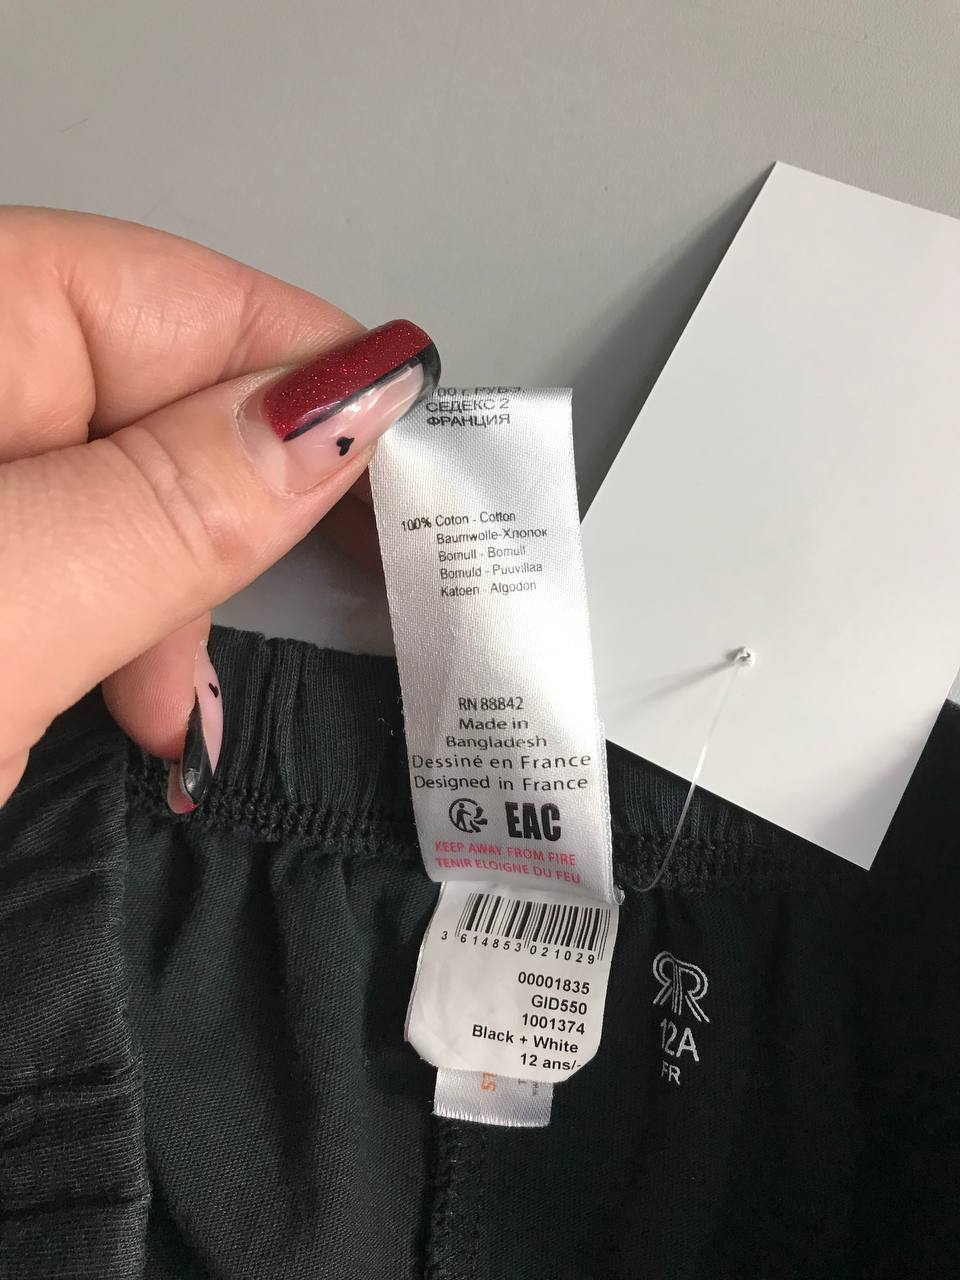 СЕДЕКС 2
ФРАНЦИЯ
100% Coton - Cotton
Baumwolle-Хлопок
Bomull - Bomull
Bomuld - Puuvillaa
Katoen - Algodon
RN 88842
Made in
Bangladesh
Dessiné en France
Designed in France
EAC
KEEP AWAY FROM FIRE
TENIR ELOIGNE DU FEU
3 614853 021029
00001835
GID550
1001374
Black + White
12 ans/-
12A
FR